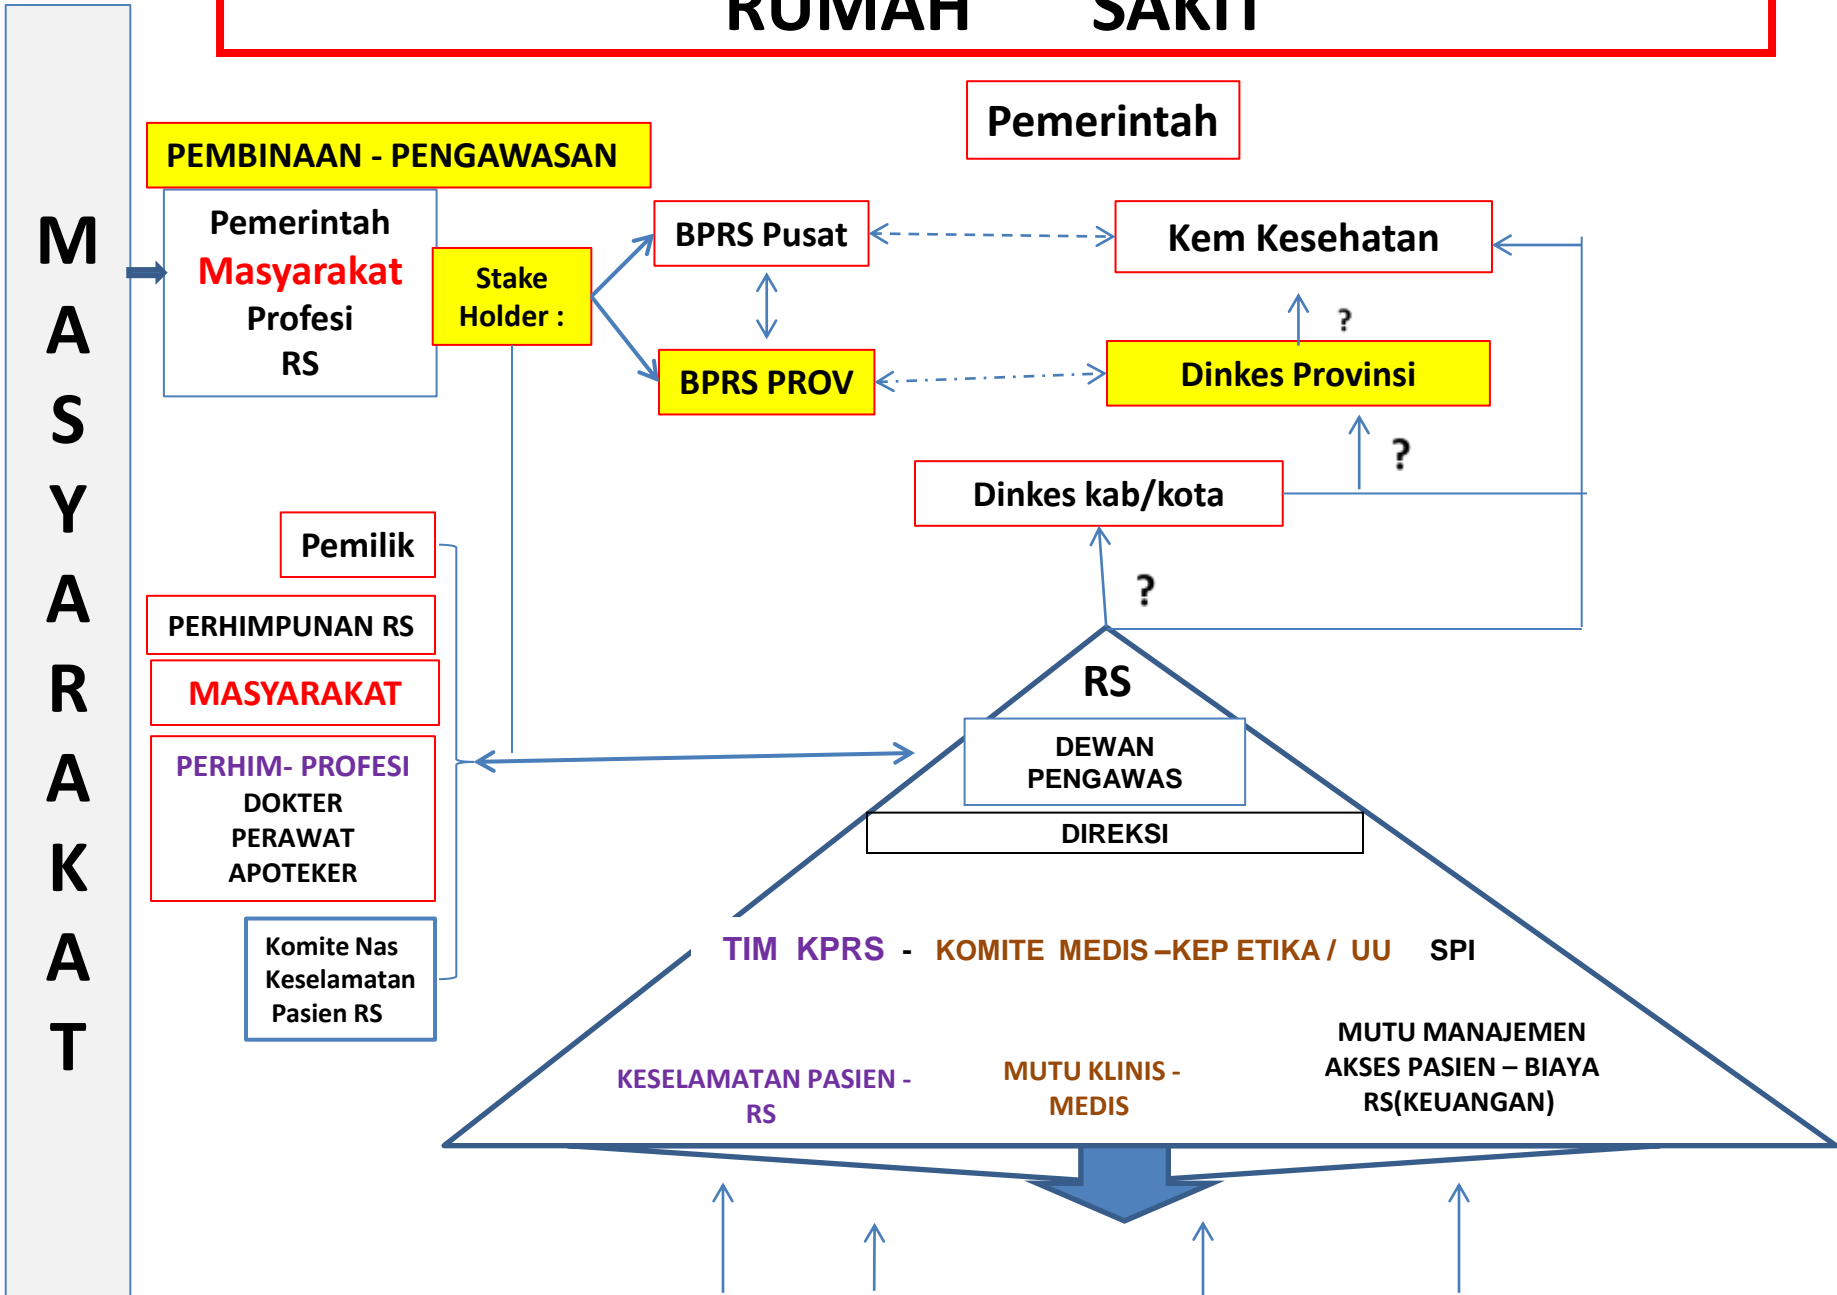 RUMAH SAKIT
Pemerintah
PEMBINAAN - PENGAWASAN
Pemerintah
Masyarakat
Profesi
RS
Stake
Holder :
BPRS Pusat
Kem Kesehatan
?
BPRS PROV
Dinkes Provinsi
?
Dinkes kab/kota
?
M
A
S
Y
A
R
A
K
A
T
Pemilik
PERHIMPUNAN RS
MASYARAKAT
PERHIM- PROFESI
DOKTER
PERAWAT
APOTEKER
Komite Nas
Keselamatan
Pasien RS
RS
DEWAN
PENGAWAS
DIREKSI
TIM KPRS - KOMITE MEDIS –KEP ETIKA / UU SPI
KESELAMATAN PASIEN -
RS
MUTU KLINIS -
MEDIS
MUTU MANAJEMEN
AKSES PASIEN – BIAYA
RS(KEUANGAN)